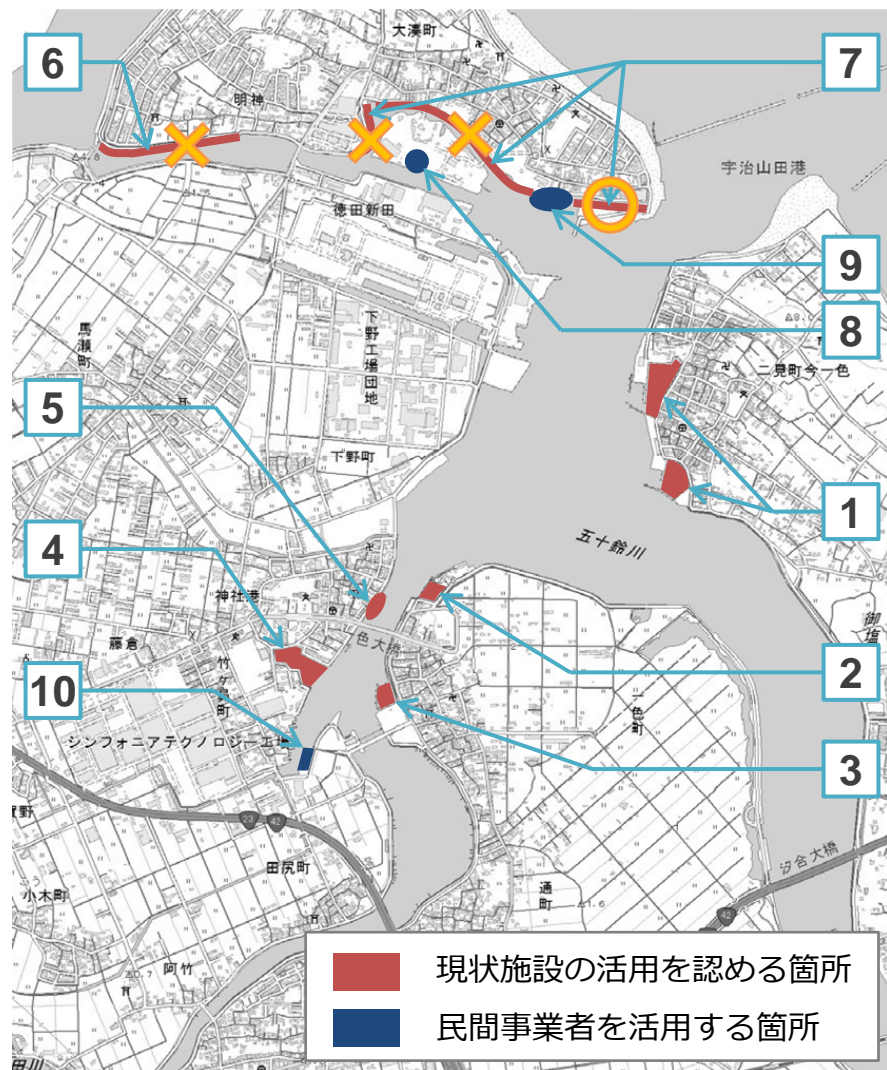 大湊町
6
7
明神
宇治山田港
徳田新田
9
8
馬瀬町
下野工場団地
二見町今一色
5
下野町
1
五十鈴川
4
神社港
藤倉
色大橋
竹ケ鼻町
2
10
一色町
シンフォニアテクノロジー工場
3
23
42
田尻町
汐合大橋
小木町
通町
42
阿竹
現状施設の活用を認める箇所
民間事業者を活用する箇所